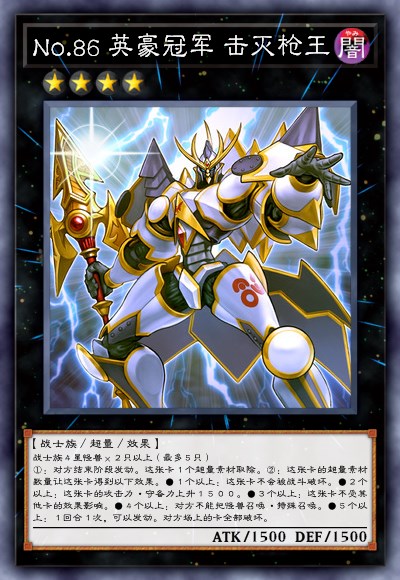 No.86 英豪冠军 击灭枪王
闇
やみ
【战士族／超量／效果】
战士族4星怪兽×2只以上（最多5只）
①：对方结束阶段发动。这张卡1个超量素材取除。②：这张卡的超量素材
数量让这张卡得到以下效果。●1个以上：这张卡不会被战斗破坏。●2个
以上：这张卡的攻击力·守备力上升1500。●3个以上：这张卡不受其
他卡的效果影响。●4个以上：对方不能把怪兽召唤·特殊召唤。●5个以
上：1回合1次，可以发动。对方场上的卡全部破坏。
ATK/1500 DEF/1500